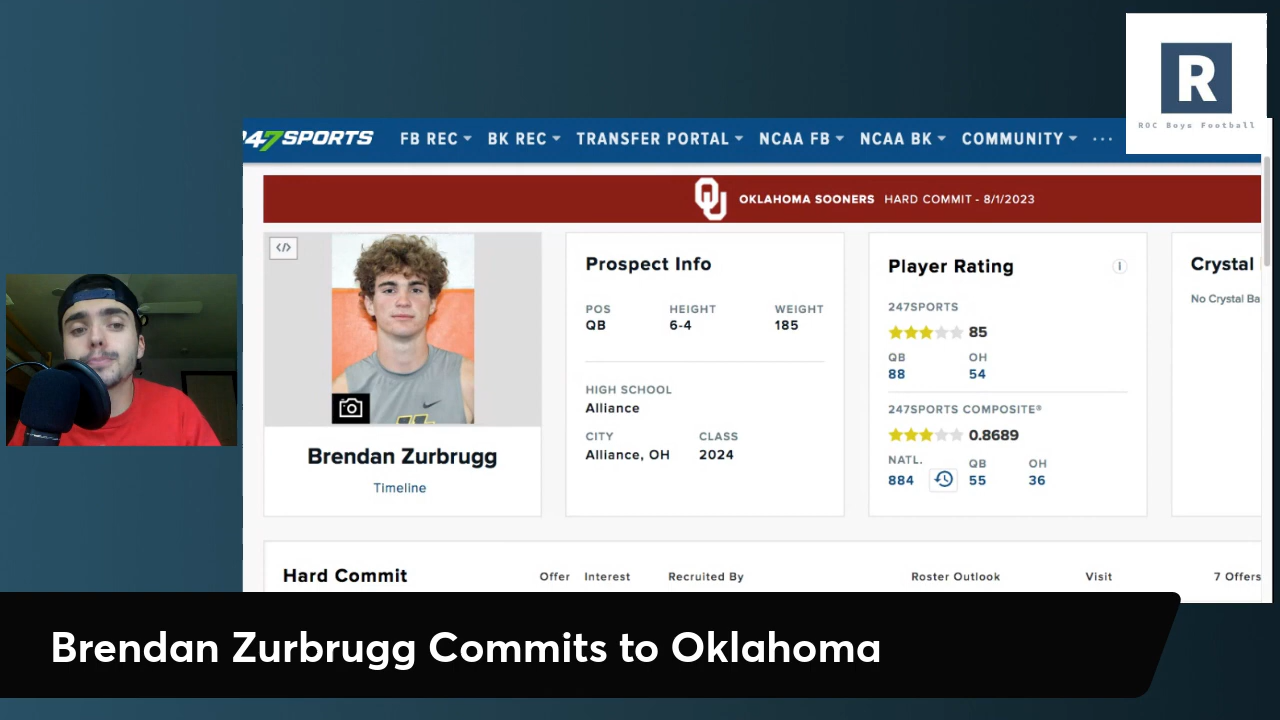 R
ROC Boys Football
247SPORTS FB REC BK REC TRANSFER PORTAL NCAA FB NCAA BK COMMUNITY ...
OU OKLAHOMA SOONERS HARD COMMIT - 8/1/2023
</>
Brendan Zurbrugg
Timeline
Prospect Info
POS HEIGHT WEIGHT
QB 6-4 185
HIGH SCHOOL
Alliance
CITY CLASS
Alliance, OH 2024
Player Rating i
247SPORTS
85
QB OH
88 54
247SPORTS COMPOSITE®
0.8689
NATL. QB OH
884 55 36
Crystal
No Crystal Ba
Hard Commit Offer Interest Recruited By Roster Outlook Visit 7 Offers
Brendan Zurbrugg Commits to Oklahoma